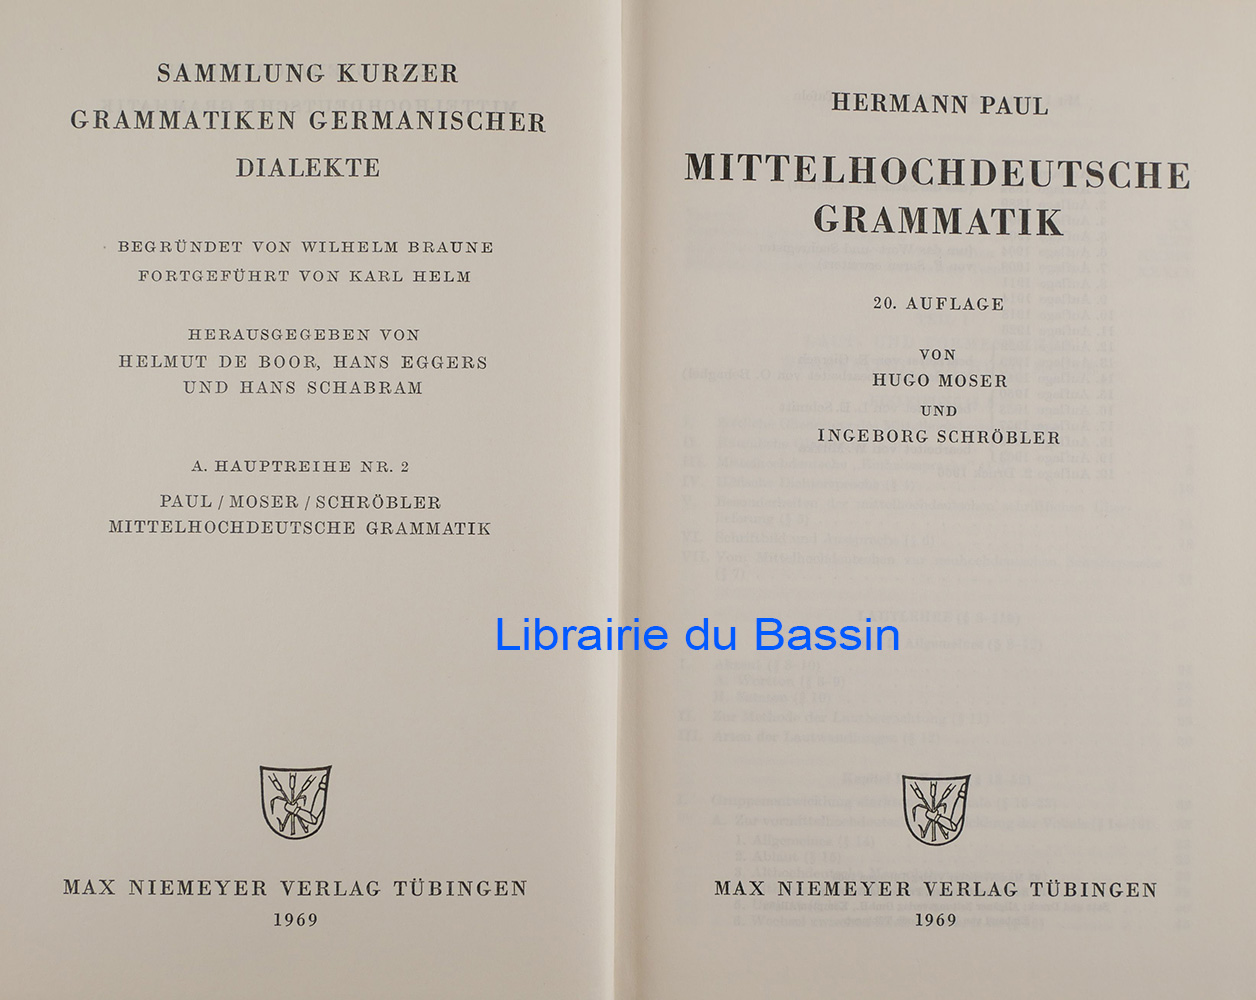 SAMMLUNG KURZER
GRAMMATIKEN GERMANISCHER
DIALEKTE
BEGRÜNDET VON WILHELM BRAUNE
FORTGEFÜHRT VON KARL HELM
HERAUSGEGEBEN VON
HELMUT DE BOOR, HANS EGGERS
UND HANS SCHABRAM
A. HAUPTREIHE NR. 2
PAUL / MOSER / SCHRÖBLER
MITTELHOCHDEUTSCHE GRAMMATIK
MAX NIEMEYER VERLAG TÜBINGEN
1969
HERMANN PAUL
MITTELHOCHDEUTSCHE
GRAMMATIK
20. AUFLAGE
VON
HUGO MOSER
UND
INGEBORG SCHRÖBLER
MAX NIEMEYER VERLAG TÜBINGEN
1969
Librairie du Bassin